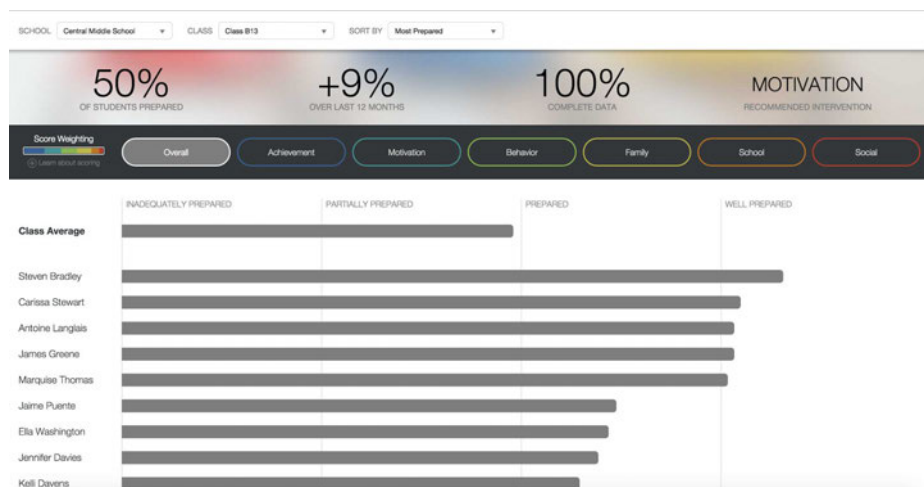 SCHOOL Central Middle School CLASS Class B13 SORT BY Most Prepared
50% +9% 100% MOTIVATION
OF STUDENTS PREPARED OVER LAST 12 MONTHS COMPLETE DATA RECOMMENDED INTERVENTION
Score Weighting
Learn about scoring
Overall Achievement Motivation Behavior Family School Social
INADEQUATELY PREPARED PARTIALLY PREPARED PREPARED WELL PREPARED
Class Average
Steven Bradley
Carissa Stewart
Antoine Langlais
James Greene
Marquise Thomas
Jaime Puente
Ella Washington
Jennifer Davies
Kelli Davens